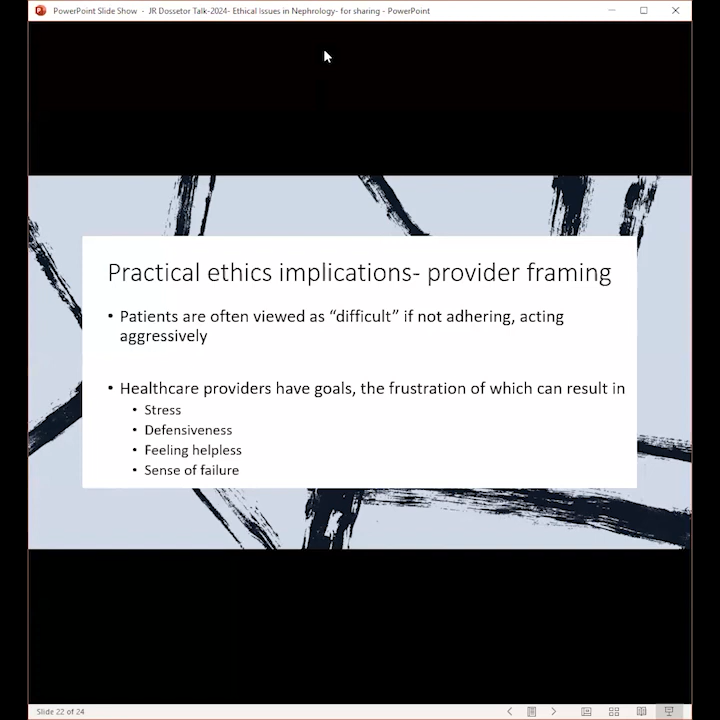 PowerPoint Slide Show - JR Dossetor Talk-2024- Ethical Issues in Nephrology- for sharing - PowerPoint
Practical ethics implications- provider framing
• Patients are often viewed as “difficult” if not adhering, acting
aggressively
• Healthcare providers have goals, the frustration of which can result in
• Stress
• Defensiveness
• Feeling helpless
• Sense of failure
Slide 22 of 24